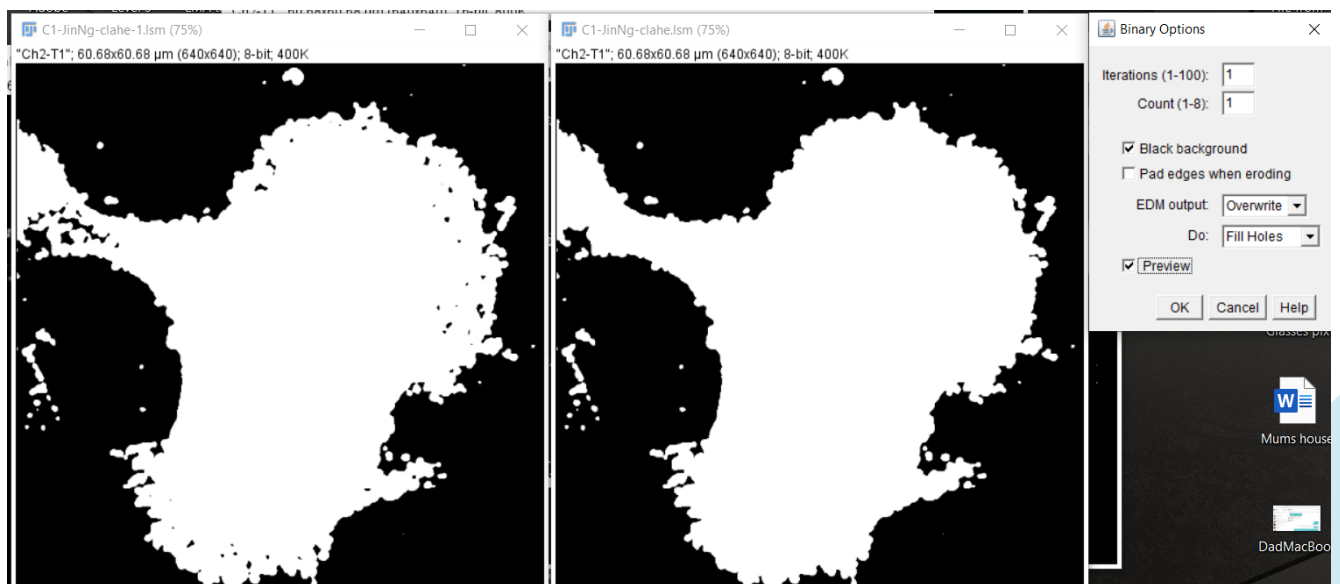 C1-JinNg-clahe-1.lsm (75%)
"Ch2-T1"; 60.68x60.68 µm (640x640); 8-bit; 400K
C1-JinNg-clahe.lsm (75%)
"Ch2-T1"; 60.68x60.68 µm (640x640); 8-bit; 400K
Binary Options
Iterations (1-100): 1
Count (1-8): 1
Black background
Pad edges when eroding
EDM output: Overwrite
Do: Fill Holes
Preview
OK Cancel Help
Mums house
DadMacBoo